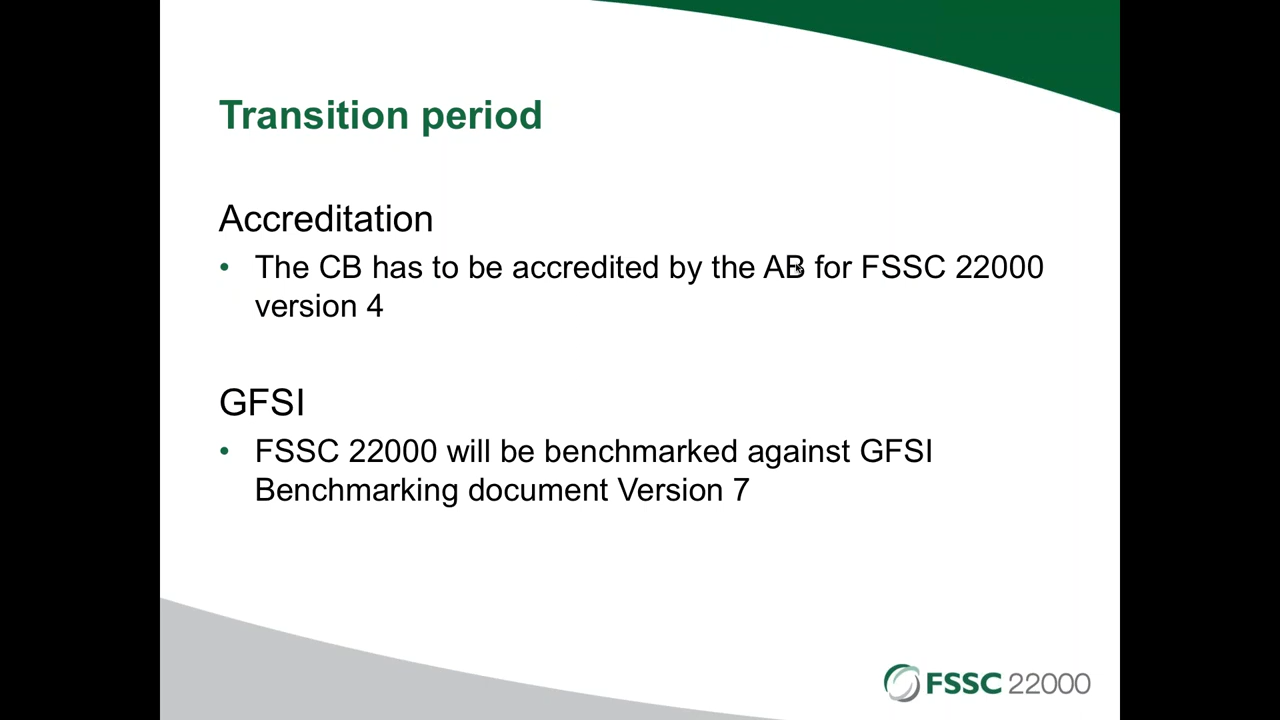 Transition period
Accreditation
• The CB has to be accredited by the AB for FSSC 22000
version 4
GFSI
• FSSC 22000 will be benchmarked against GFSI
Benchmarking document Version 7
FSSC 22000